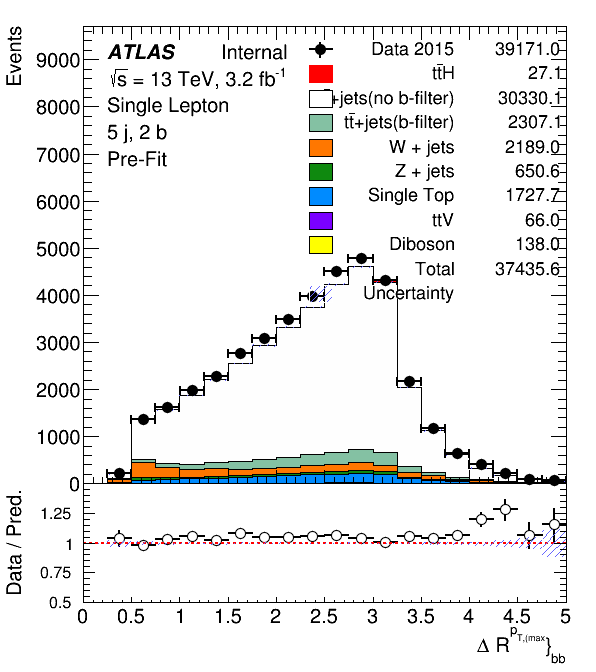 Events
ATLAS Internal
√s = 13 TeV, 3.2 fb⁻¹
Single Lepton
5 j, 2 b
Pre-Fit
Data 2015 39171.0
tt̄H 27.1
+jets(no b-filter) 30330.1
tt̄+jets(b-filter) 2307.1
W + jets 2189.0
Z + jets 650.6
Single Top 1727.7
ttV 66.0
Diboson 138.0
Total 37435.6
Uncertainty
9000
8000
7000
6000
5000
4000
3000
2000
1000
0
Data / Pred.
1.25
1
0.75
0.5
0 0.5 1 1.5 2 2.5 3 3.5 4 4.5 5
Δ R^{p_{T,(max}}}_{bb}